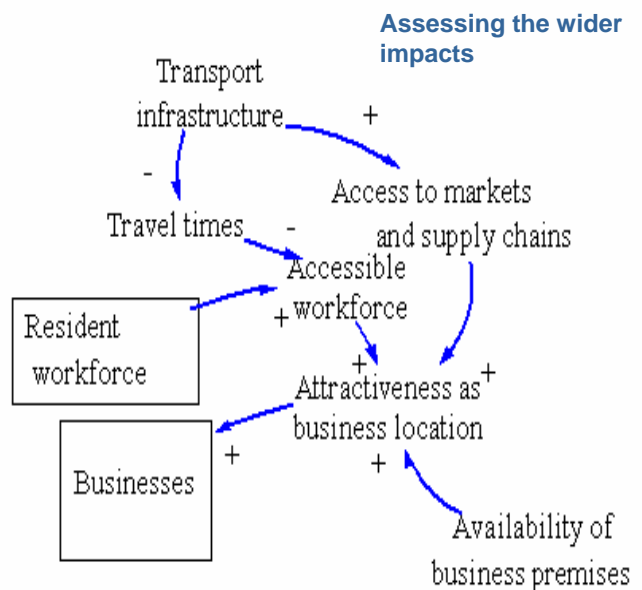 Assessing the wider
impacts
Transport
infrastructure
+
-
Travel times
-
Access to markets
and supply chains
Accessible
workforce
+
Resident
workforce
+
+
Attractiveness as
business location
+
+
Businesses
Availability of
business premises